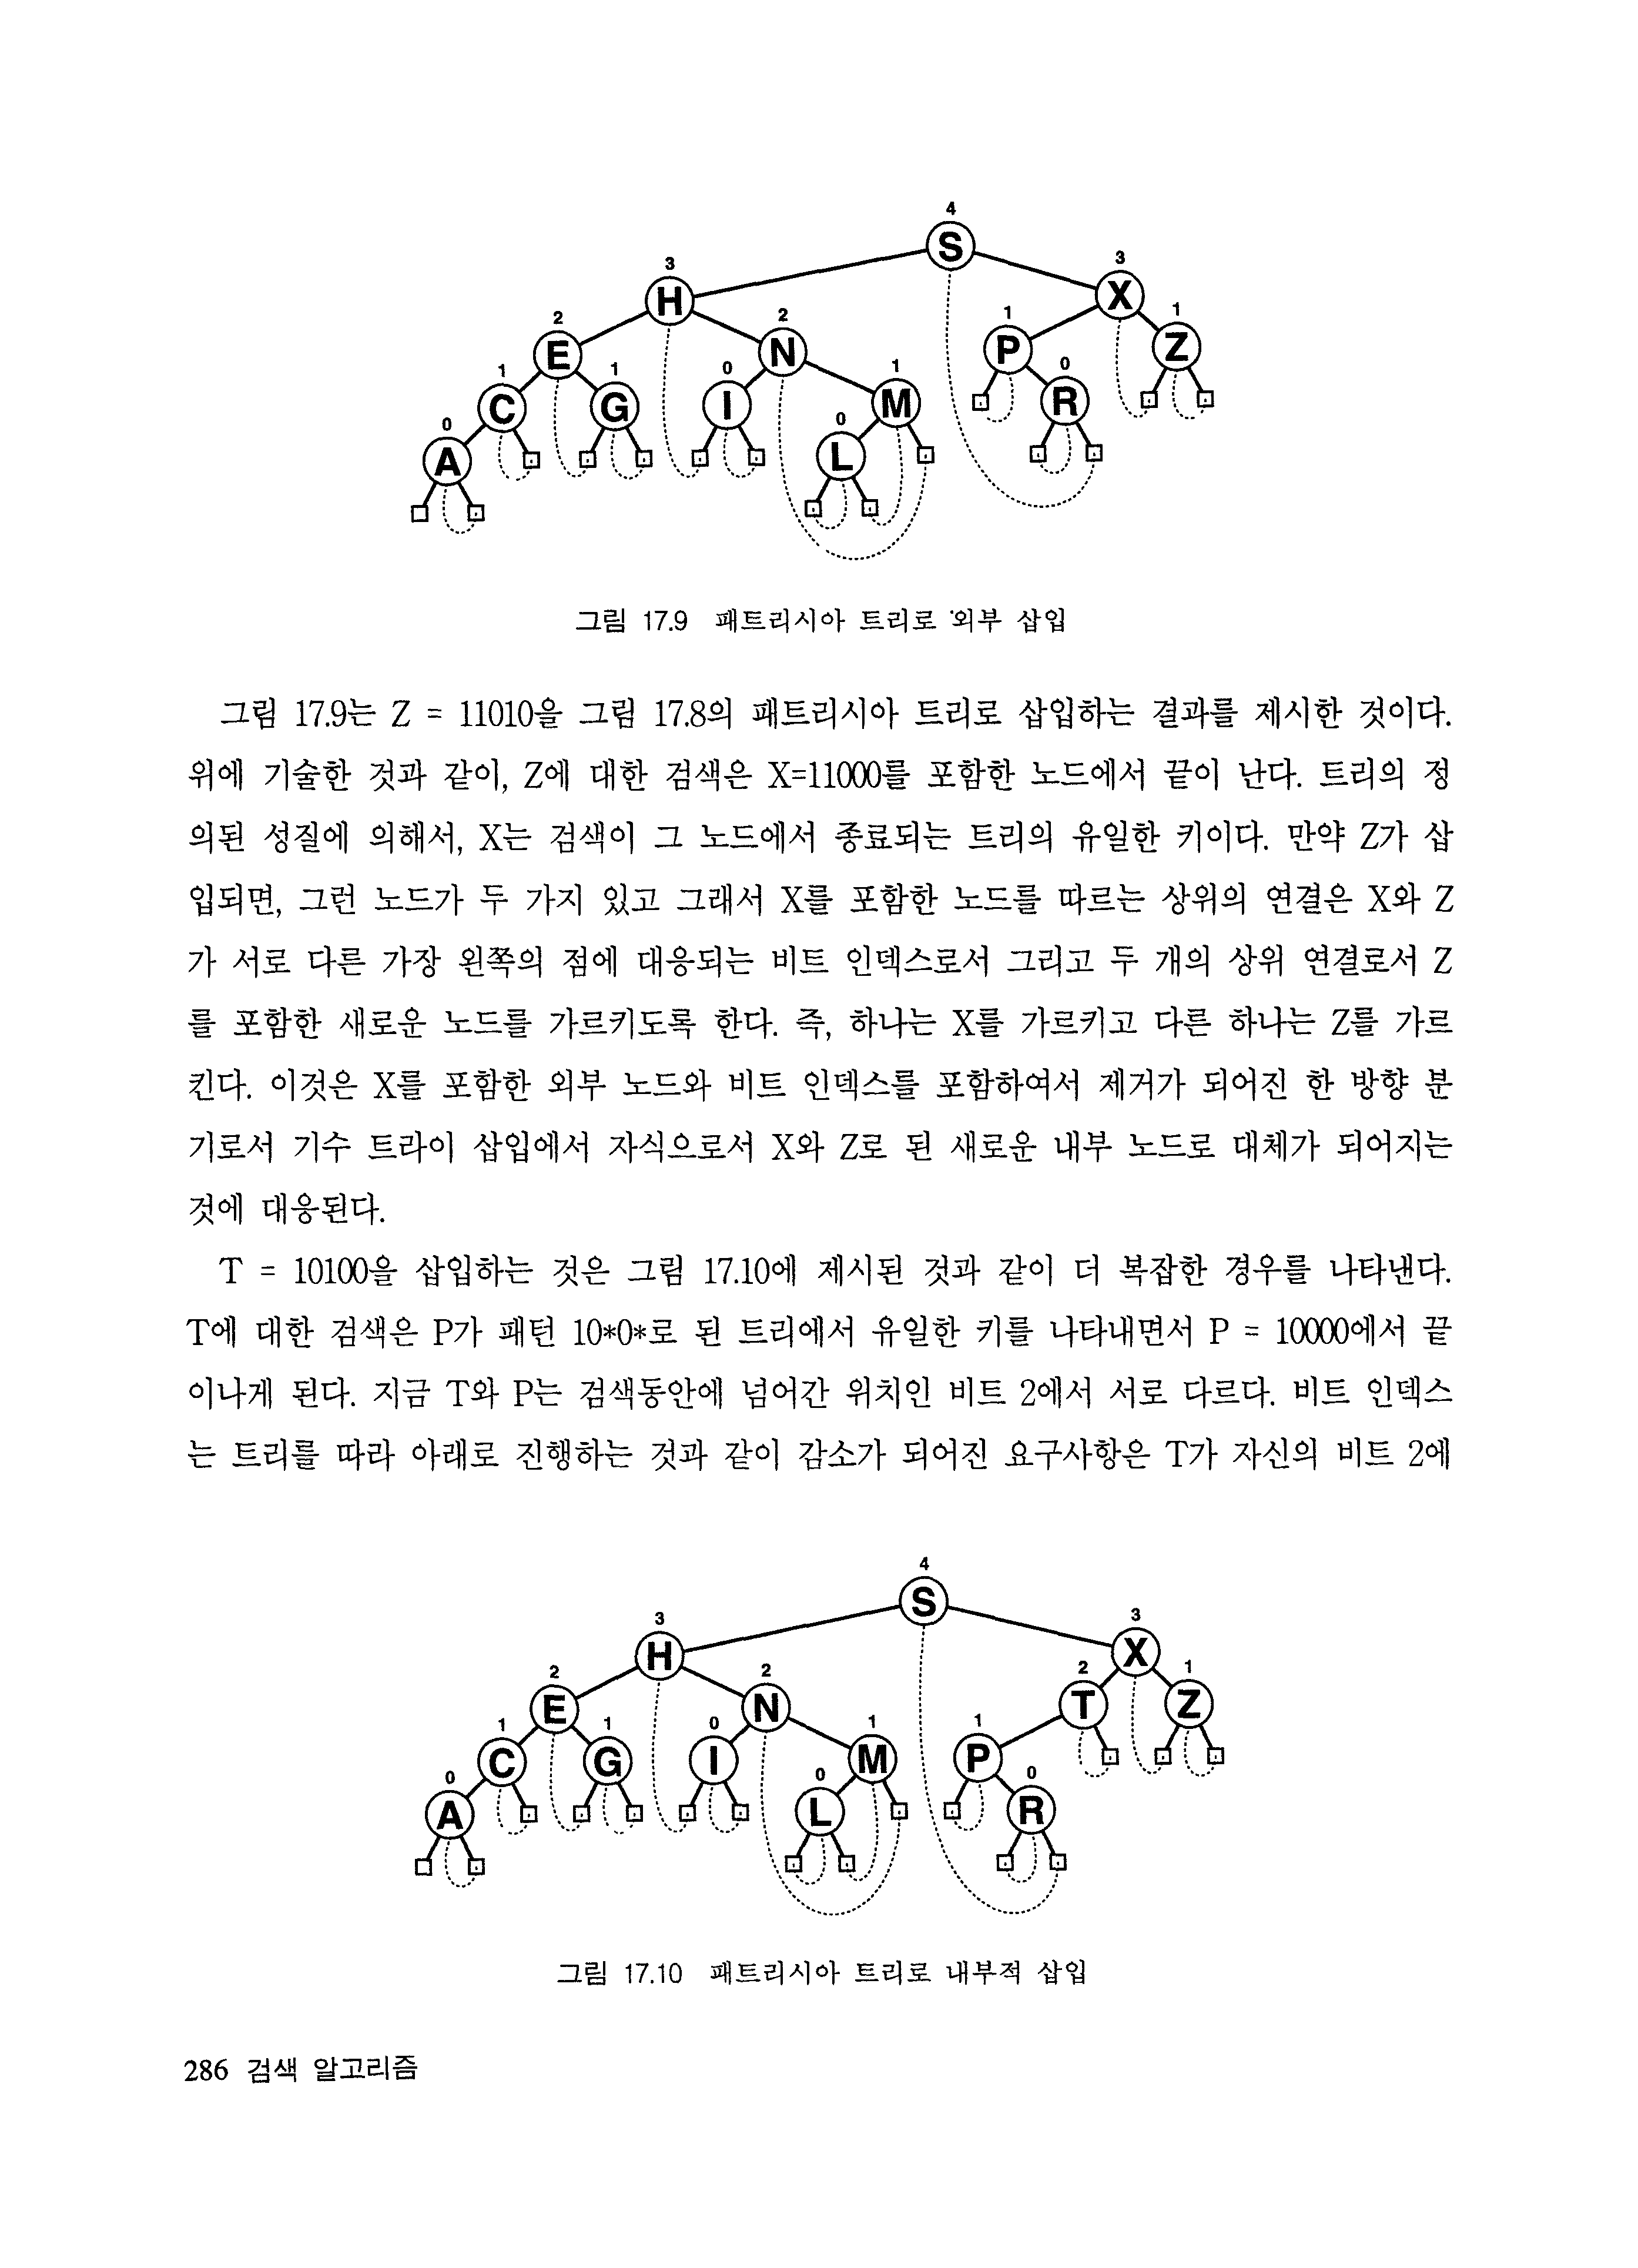 4
S
3
H
3
X
2
E
2
N
1
P
1
Z
1
C
1
G
0
I
1
M
0
R
0
A
0
L
그림 17.9 패트리시아 트리로 외부 삽입
그림 17.9는 Z = 11010을 그림 17.8의 패트리시아 트리로 삽입하는 결과를 제시한 것이다.
위에 기술한 것과 같이, Z에 대한 검색은 X=11000를 포함한 노드에서 끝이 난다. 트리의 정
의된 성질에 의해서, X는 검색이 그 노드에서 종료되는 트리의 유일한 키이다. 만약 Z가 삽
입되면, 그런 노드가 두 가지 있고 그래서 X를 포함한 노드를 따르는 상위의 연결은 X와 Z
가 서로 다른 가장 왼쪽의 점에 대응되는 비트 인덱스로서 그리고 두 개의 상위 연결로서 Z
를 포함한 새로운 노드를 가르키도록 한다. 즉, 하나는 X를 가르키고 다른 하나는 Z를 가르
킨다. 이것은 X를 포함한 외부 노드와 비트 인덱스를 포함하여서 제거가 되어진 한 방향 분
기로서 기수 트라이 삽입에서 자식으로서 X와 Z로 된 새로운 내부 노드로 대체가 되어지는
것에 대응된다.
T = 10100을 삽입하는 것은 그림 17.10에 제시된 것과 같이 더 복잡한 경우를 나타낸다.
T에 대한 검색은 P가 패턴 10*0*로 된 트리에서 유일한 키를 나타내면서 P = 10000에서 끝
이나게 된다. 지금 T와 P는 검색동안에 넘어간 위치인 비트 2에서 서로 다르다. 비트 인덱스
는 트리를 따라 아래로 진행하는 것과 같이 감소가 되어진 요구사항은 T가 자신의 비트 2에
4
S
3
H
3
X
2
E
2
N
2
T
1
Z
1
C
1
G
0
I
1
M
1
P
0
A
0
L
0
R
그림 17.10 패트리시아 트리로 내부적 삽입
286 검색 알고리즘